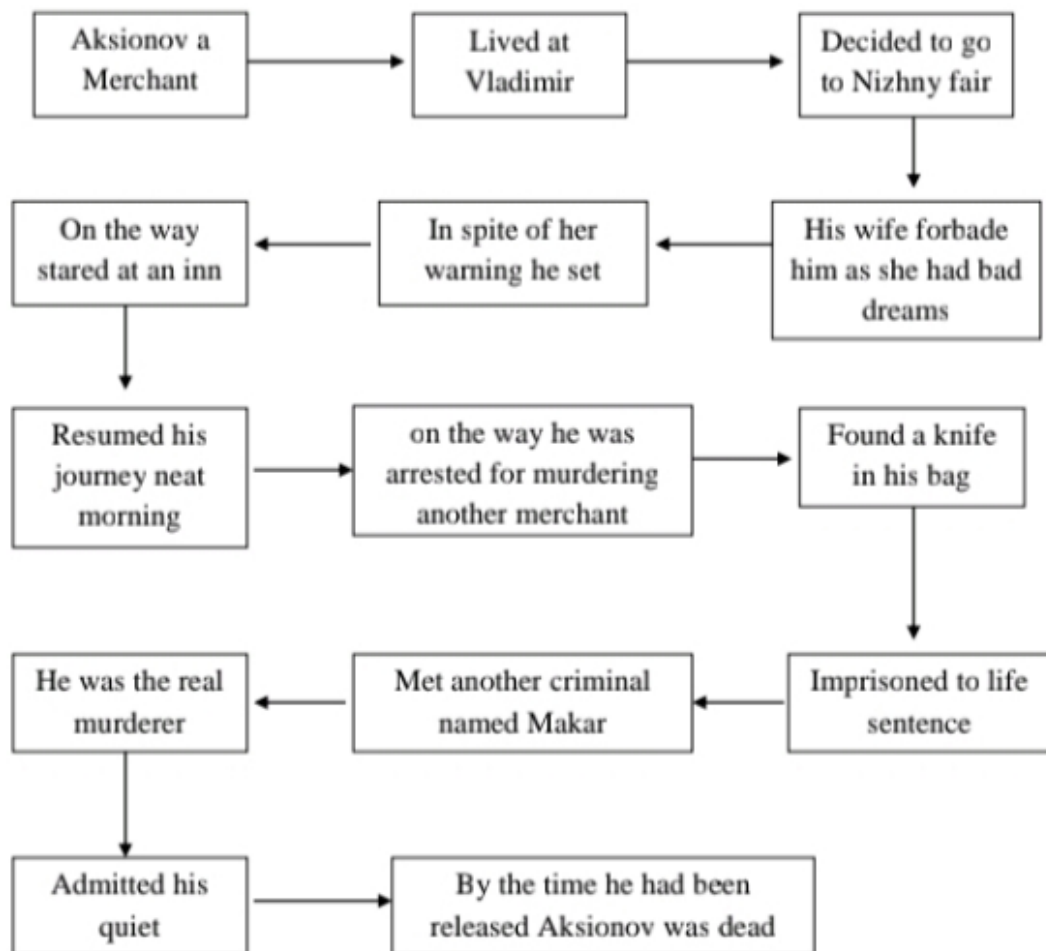 Aksionov a
Merchant
Lived at
Vladimir
Decided to go
to Nizhny fair
His wife forbade
him as she had bad
dreams
In spite of her
warning he set
On the way
stared at an inn
Resumed his
journey neat
morning
on the way he was
arrested for murdering
another merchant
Found a knife
in his bag
Imprisoned to life
sentence
Met another criminal
named Makar
He was the real
murderer
Admitted his
quiet
By the time he had been
released Aksionov was dead